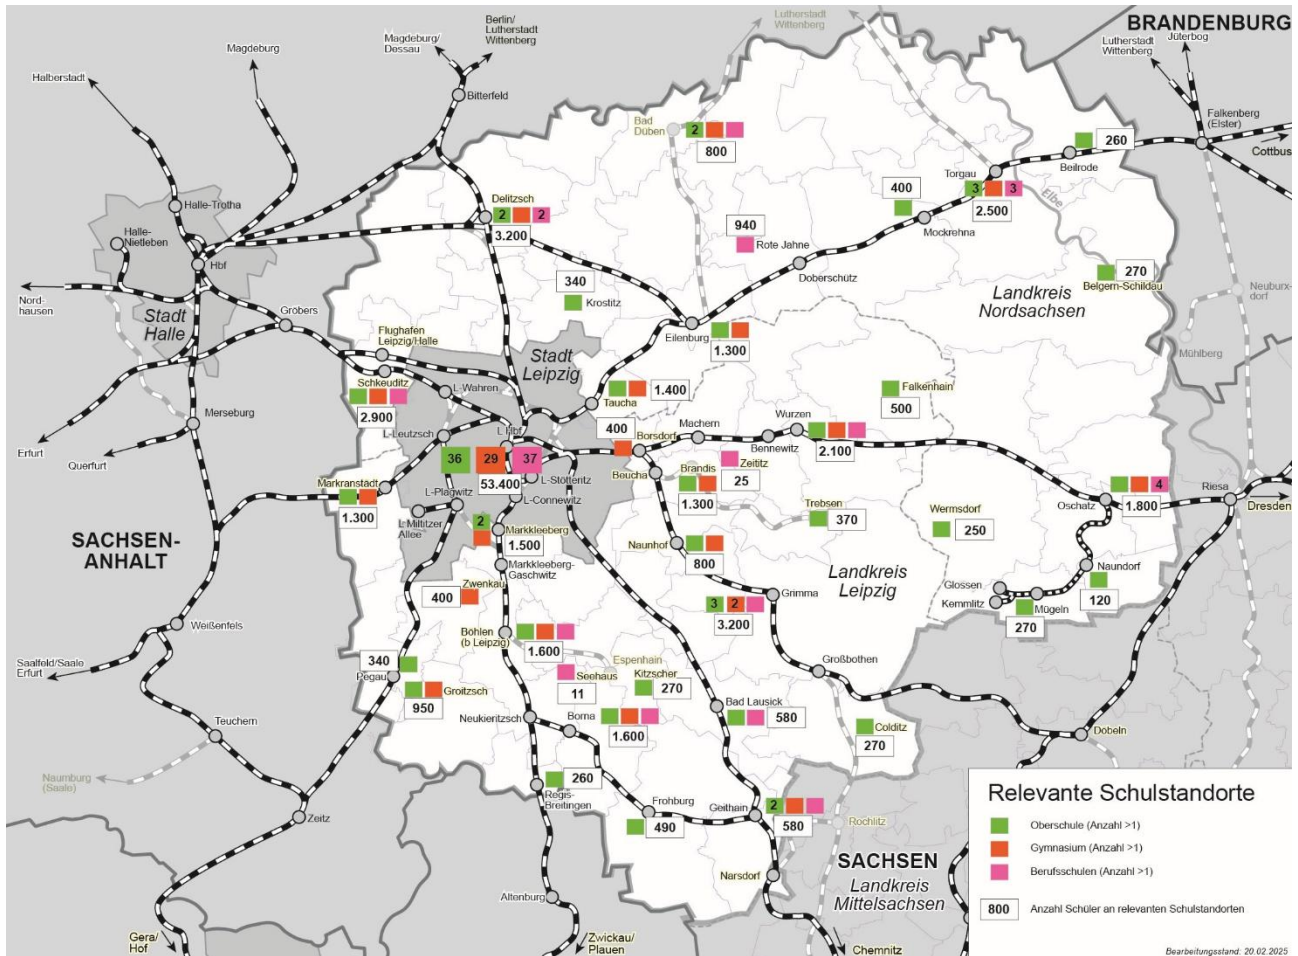 Berlin/
Lutherstadt
Wittenberg
Lutherstadt
Wittenberg
BRANDENBURG
Magdeburg/
Dessau
Magdeburg
Halberstadt
Lutherstadt
Wittenberg
Jüterbog
Bitterfeld
Falkenberg
(Elster)
Cottbus
Bad
Düben
2
800
260
Beilrode
Torgau
3
3
2.500
Elbe
400
Mockrehna
Halle-Trotha
Halle-
Nietleben
Hbf
Delitzsch
2
2
3.200
940
Rote Jahne
Doberschütz
270
Belgern-Schildau
Nord-
hausen
Stadt
Halle
Gröbers
340
Krostitz
Landkreis
Nordsachsen
Neuburx-
dorf
Mühlberg
Eilenburg
1.300
Flughafen
Leipzig/Halle
Stadt
Leipzig
Schkeuditz
2.900
L-Wahren
Taucha
1.400
Falkenhain
500
Merseburg
Erfurt
Querfurt
L-Leutzsch
L Hbf
400
Borsdorf
Machern
Wurzen
Bennewitz
2.100
36
29
37
53.400
L-Stötteritz
L-Connewitz
L-Plagwitz
Beucha
Brandis
1.300
Zeititz
25
Markranstädt
1.300
L Miltitzer
Allee
2
Markkleeberg
1.500
Markkleeberg-
Gaschwitz
Trebsen
370
Wermsdorf
250
Oschatz
4
1.800
Riesa
Dresden
SACHSEN-
ANHALT
Naunhof
800
Landkreis
Leipzig
Naundorf
120
Glossen
Kemmlitz
Mügeln
270
Zwenkau
400
Grimma
3
2
3.200
Weißenfels
Böhlen
(b Leipzig)
1.600
Espenhain
Seehaus
11
Kitzscher
270
Großbothen
Saalfeld/Saale
Erfurt
340
Pegau
Groitzsch
950
Neukieritzsch
Borna
1.600
Bad Lausick
580
Colditz
270
Döbeln
Teuchern
Naumburg
(Saale)
Zeitz
260
Regis-
Breitingen
Frohburg
490
Geithain
2
580
Rochlitz
Narsdorf
SACHSEN
Landkreis
Mittelsachsen
Altenburg
Gera/
Hof
Zwickau/
Plauen
Chemnitz
Relevante Schulstandorte
Oberschule (Anzahl >1)
Gymnasium (Anzahl >1)
Berufsschulen (Anzahl >1)
800
Anzahl Schüler an relevanten Schulstandorten
Bearbeitungsstand: 20.02.2025